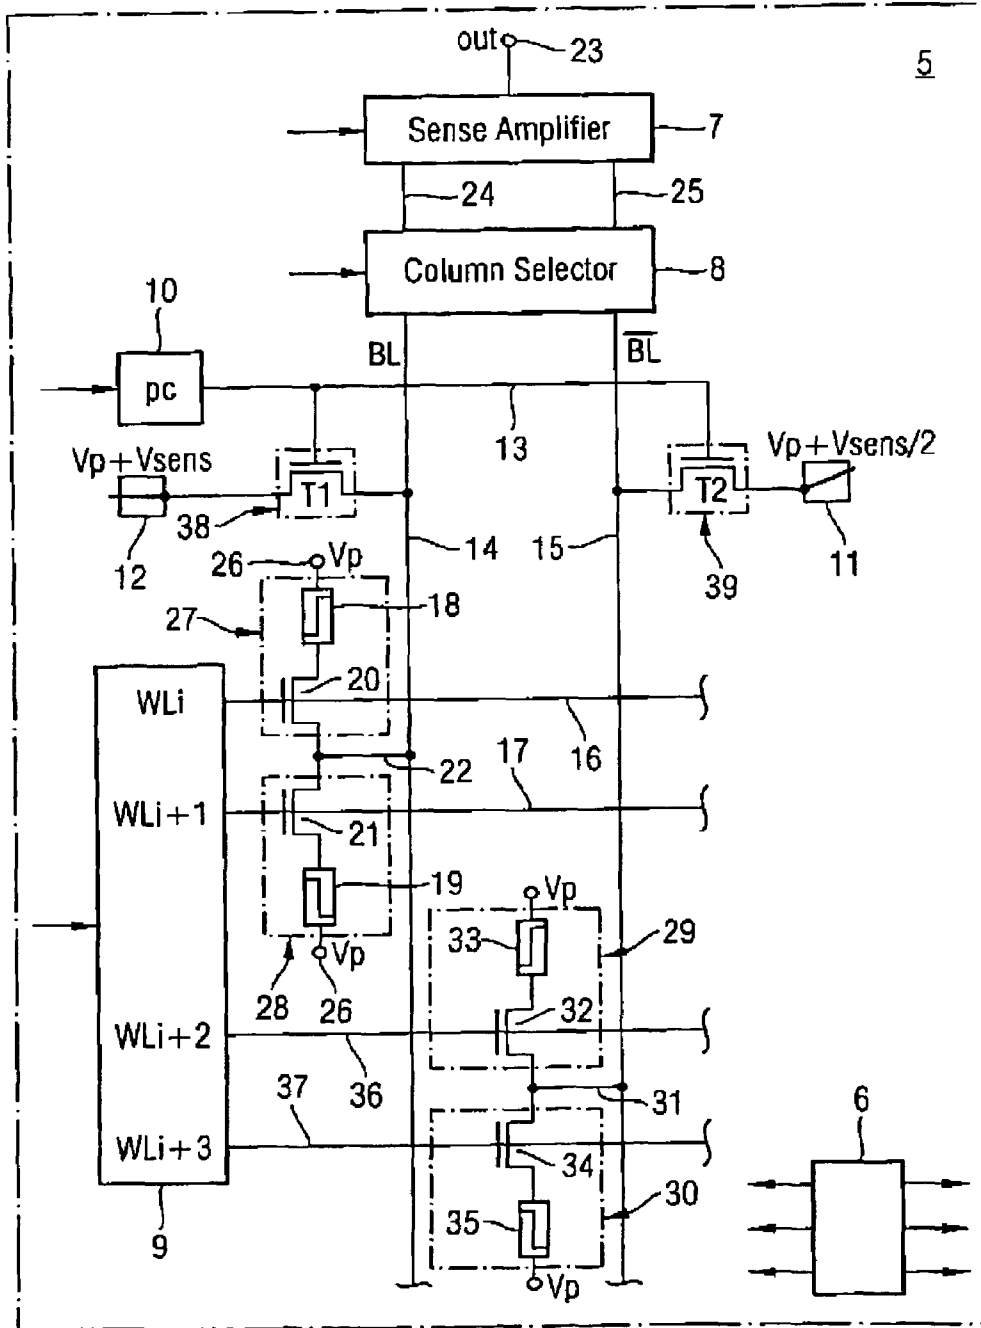 out 23
5
Sense Amplifier 7
24 25
Column Selector 8
10
BL B̅L̅
pc
13
Vp+Vsens Vp+Vsens/2
T1 T2
38
12 26 Vp 14 15 39 11
27 18
WLi 20
22 16
17
WLi+1 21
19 Vp
33 29
28 26 Vp
WLi+2 32
36 31
37 6
WLi+3 34
35 30
9 Vp